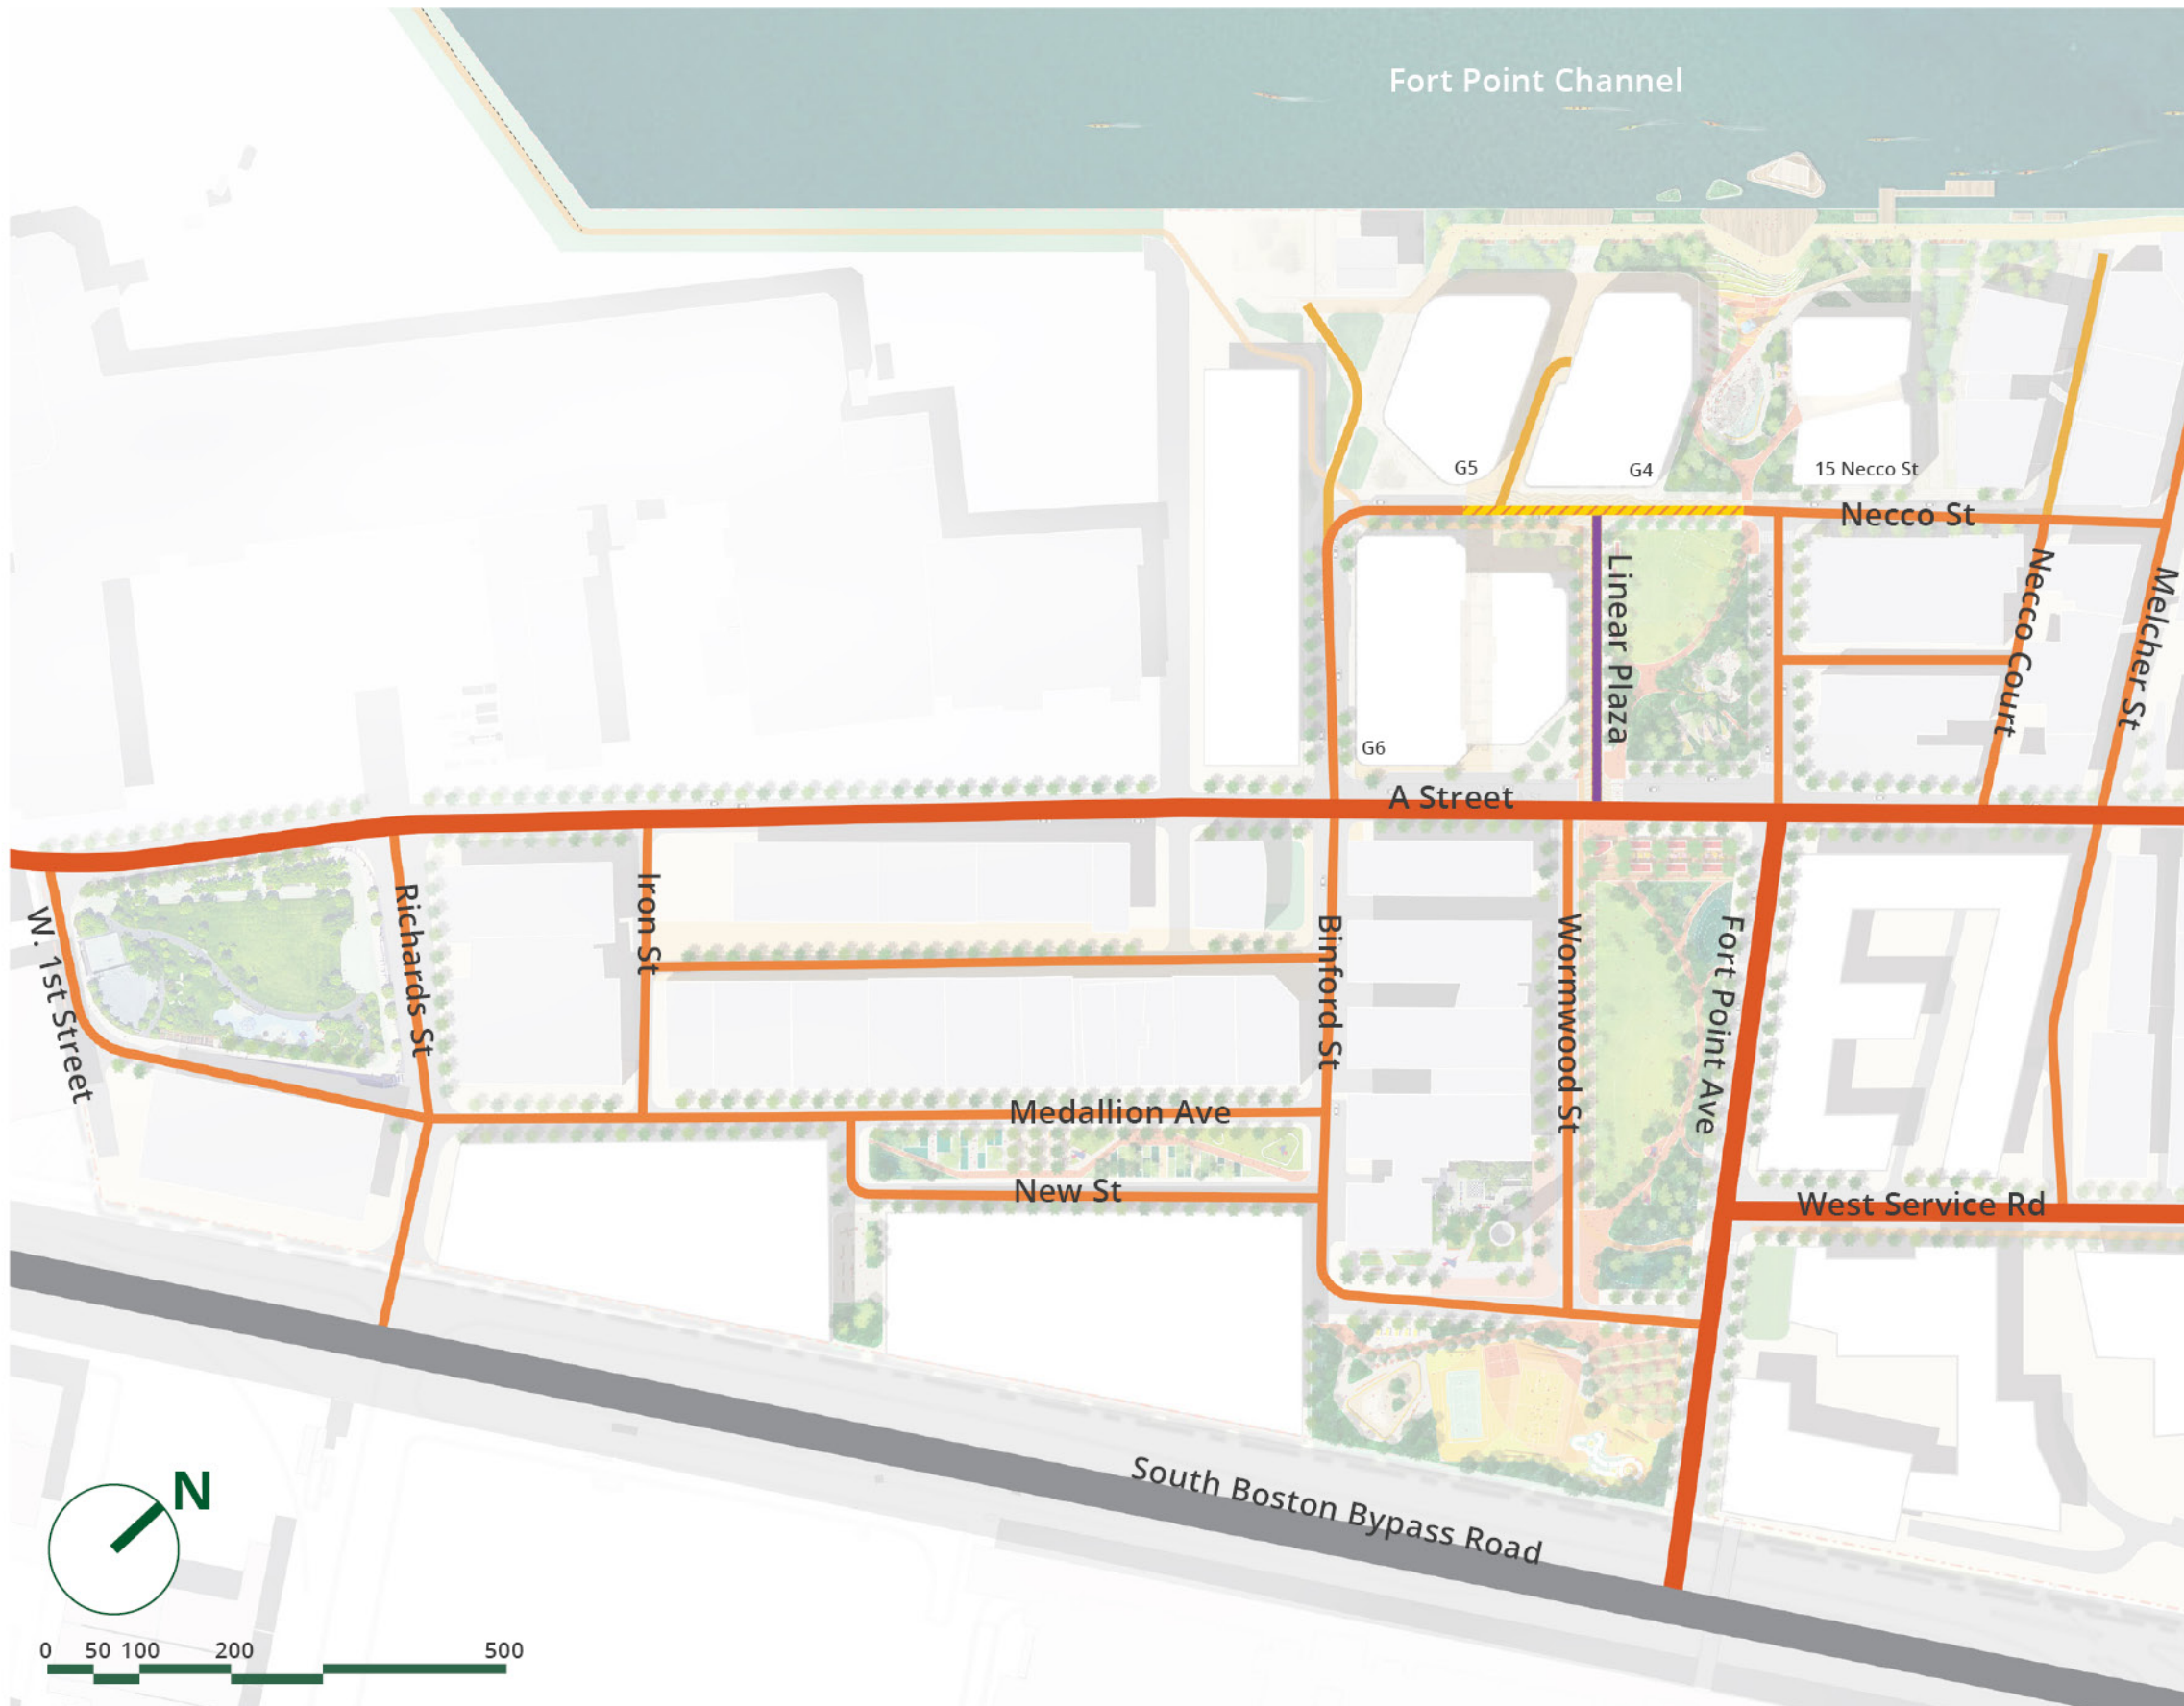 Fort Point Channel
G5
G4
15 Necco St
Necco St
Linear Plaza
Necco Court
Melcher St
G6
A Street
W. 1st Street
Richards St
Iron St
Binford St
Wormwood St
Fort Point Ave
Medallion Ave
New St
West Service Rd
South Boston Bypass Road
N
0 50 100 200 500